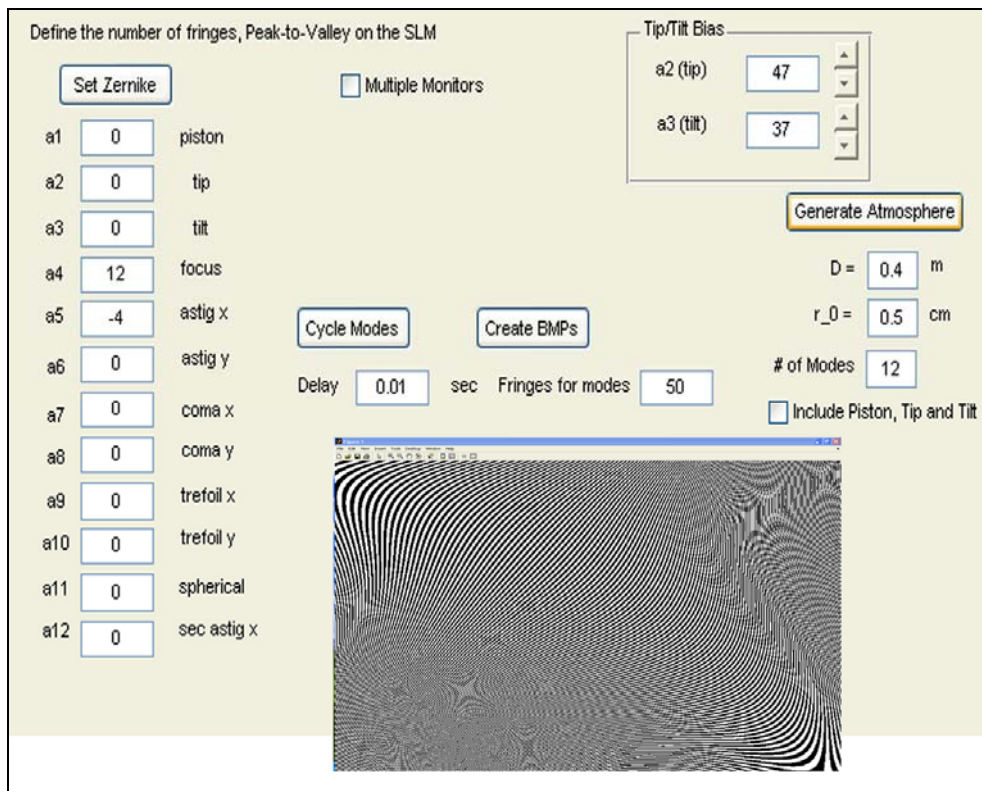 Define the number of fringes, Peak-to-Valley on the SLM
Set Zernike
Multiple Monitors
Tip/Tilt Bias
a2 (tip) 47
a3 (tilt) 37
a1 0 piston
a2 0 tip
a3 0 tilt
a4 12 focus
a5 -4 astig x
a6 0 astig y
a7 0 coma x
a8 0 coma y
a9 0 trefoil x
a10 0 trefoil y
a11 0 spherical
a12 0 sec astig x
Cycle Modes
Create BMPs
Delay 0.01 sec Fringes for modes 50
Generate Atmosphere
D = 0.4 m
r_0 = 0.5 cm
# of Modes 12
Include Piston, Tip and Tilt